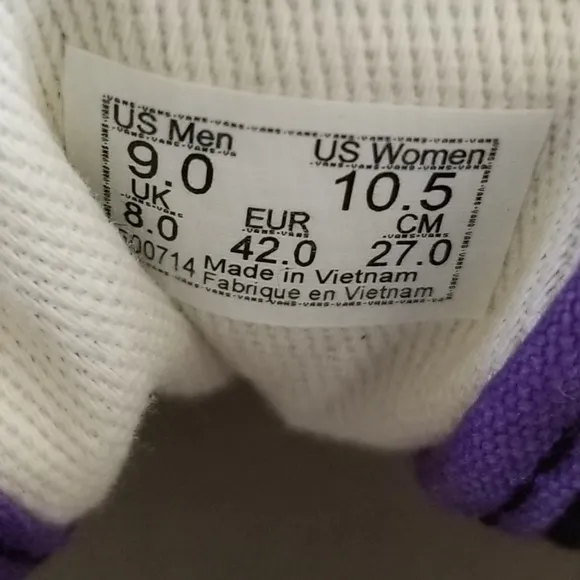 US Men US Women
9.0 10.5
UK EUR CM
8.0 42.0 27.0
Made in Vietnam
Fabrique en Vietnam